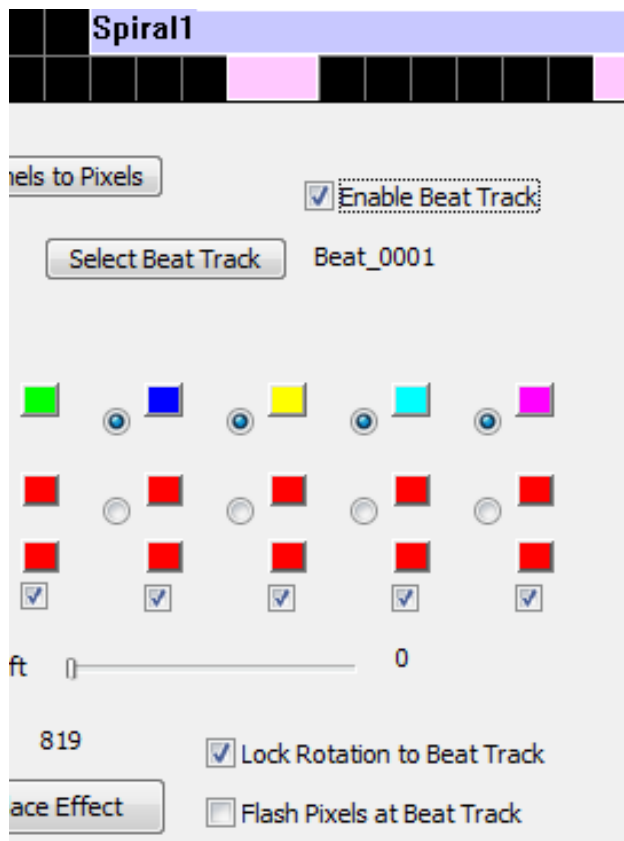 Spiral1
nels to Pixels
Enable Beat Track
Select Beat Track
Beat_0001
ft
0
819
Lock Rotation to Beat Track
ace Effect
Flash Pixels at Beat Track